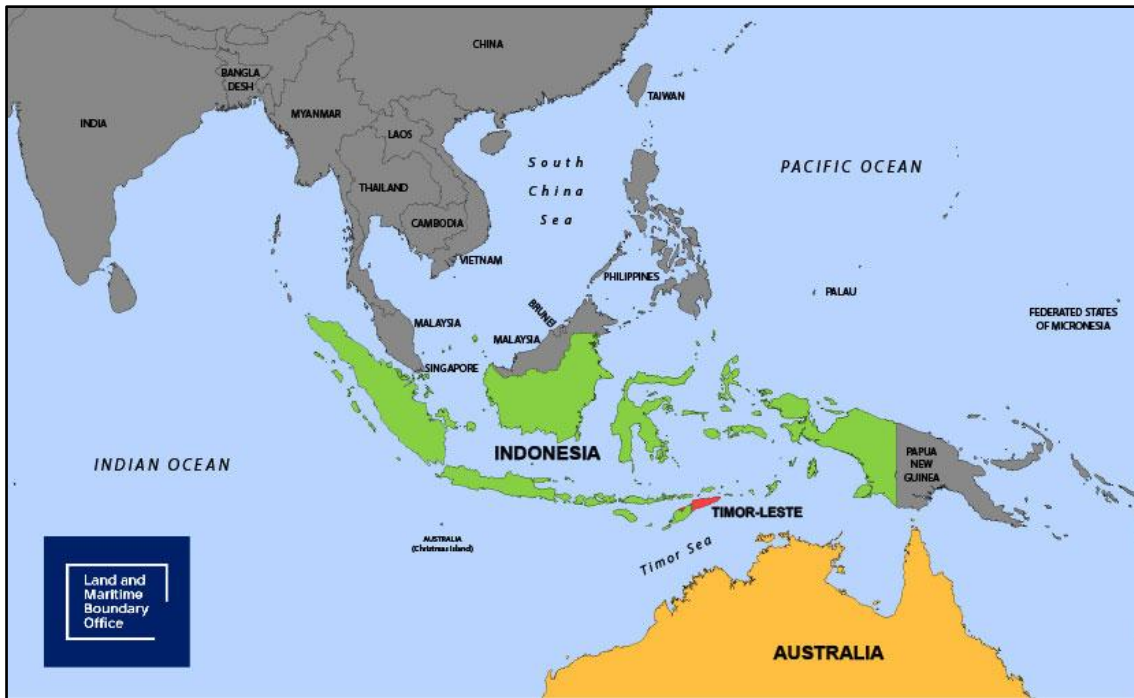 CHINA
TAIWAN
BANGLA
DESH
INDIA
MYANMAR
LAOS
South
China
Sea
PACIFIC OCEAN
THAILAND
CAMBODIA
VIETNAM
PHILIPPINES
PALAU
FEDERATED STATES
OF MICRONESIA
BRUNEI
MALAYSIA
MALAYSIA
SINGAPORE
INDONESIA
INDIAN OCEAN
PAPUA
NEW
GUINEA
TIMOR-LESTE
AUSTRALIA
(Christmas Island)
Timor Sea
Land and
Maritime
Boundary
Office
AUSTRALIA